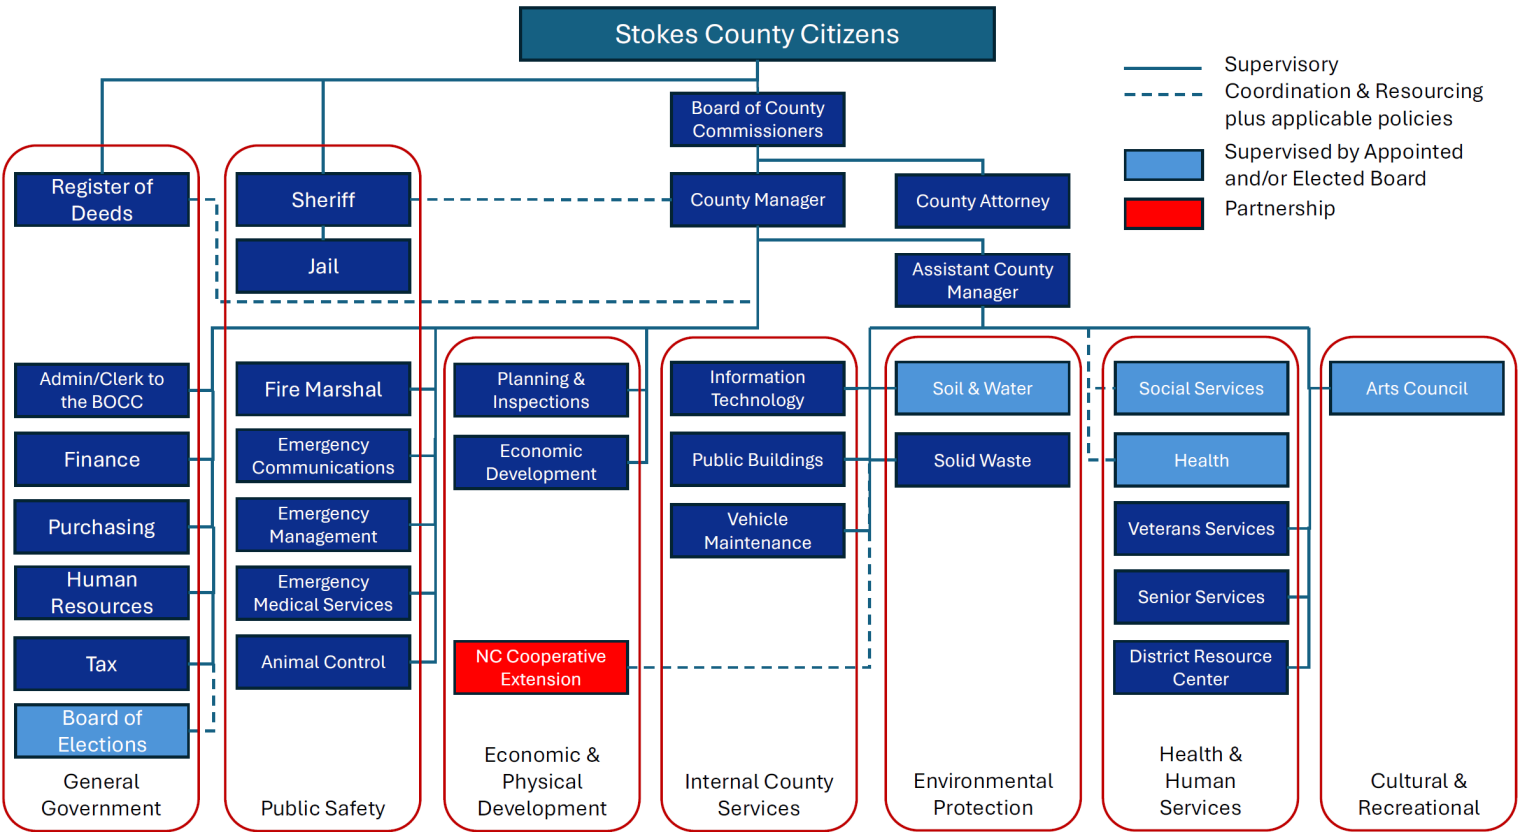 Stokes County Citizens
Supervisory
Coordination & Resourcing
plus applicable policies
Supervised by Appointed
and/or Elected Board
Partnership
Board of County
Commissioners
Register of
Deeds
Sheriff
County Manager
County Attorney
Jail
Assistant County
Manager
Admin/Clerk to
the BOCC
Finance
Purchasing
Human
Resources
Tax
Board of
Elections
General
Government
Fire Marshal
Emergency
Communications
Emergency
Management
Emergency
Medical Services
Animal Control
Public Safety
Planning &
Inspections
Economic
Development
NC Cooperative
Extension
Economic &
Physical
Development
Information
Technology
Public Buildings
Vehicle
Maintenance
Internal County
Services
Soil & Water
Solid Waste
Environmental
Protection
Social Services
Health
Veterans Services
Senior Services
District Resource
Center
Health &
Human
Services
Arts Council
Cultural &
Recreational